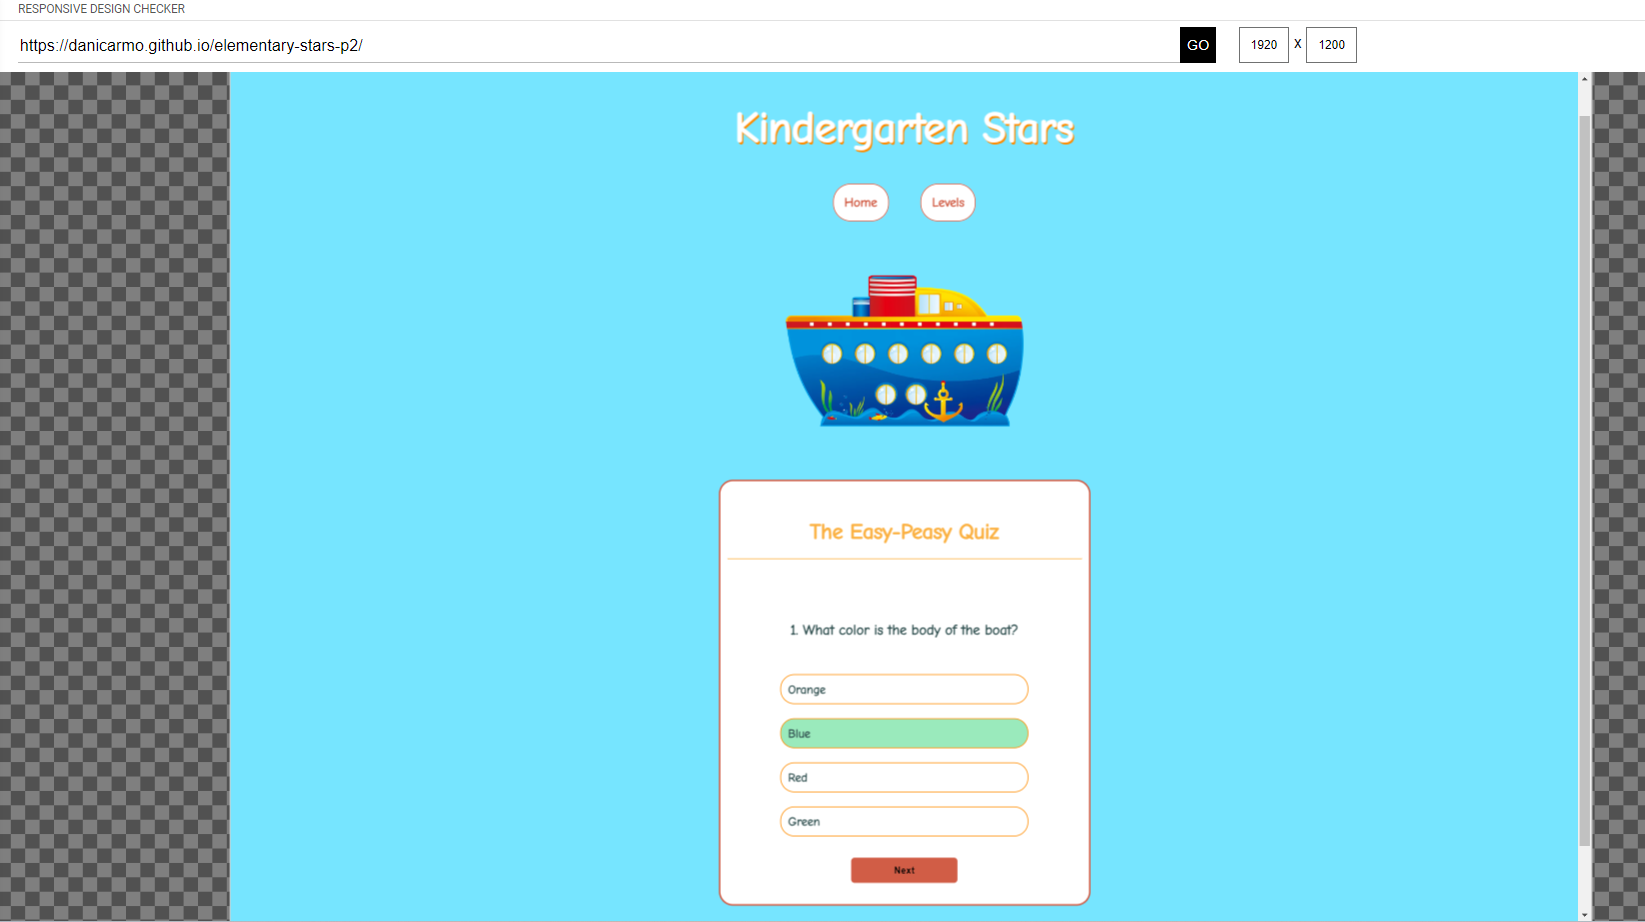 RESPONSIVE DESIGN CHECKER
https://danicarmo.github.io/elementary-stars-p2/ GO 1920 X 1200
Kindergarten Stars
Home Levels
The Easy-Peasy Quiz
1. What color is the body of the boat?
Orange
Blue
Red
Green
Next